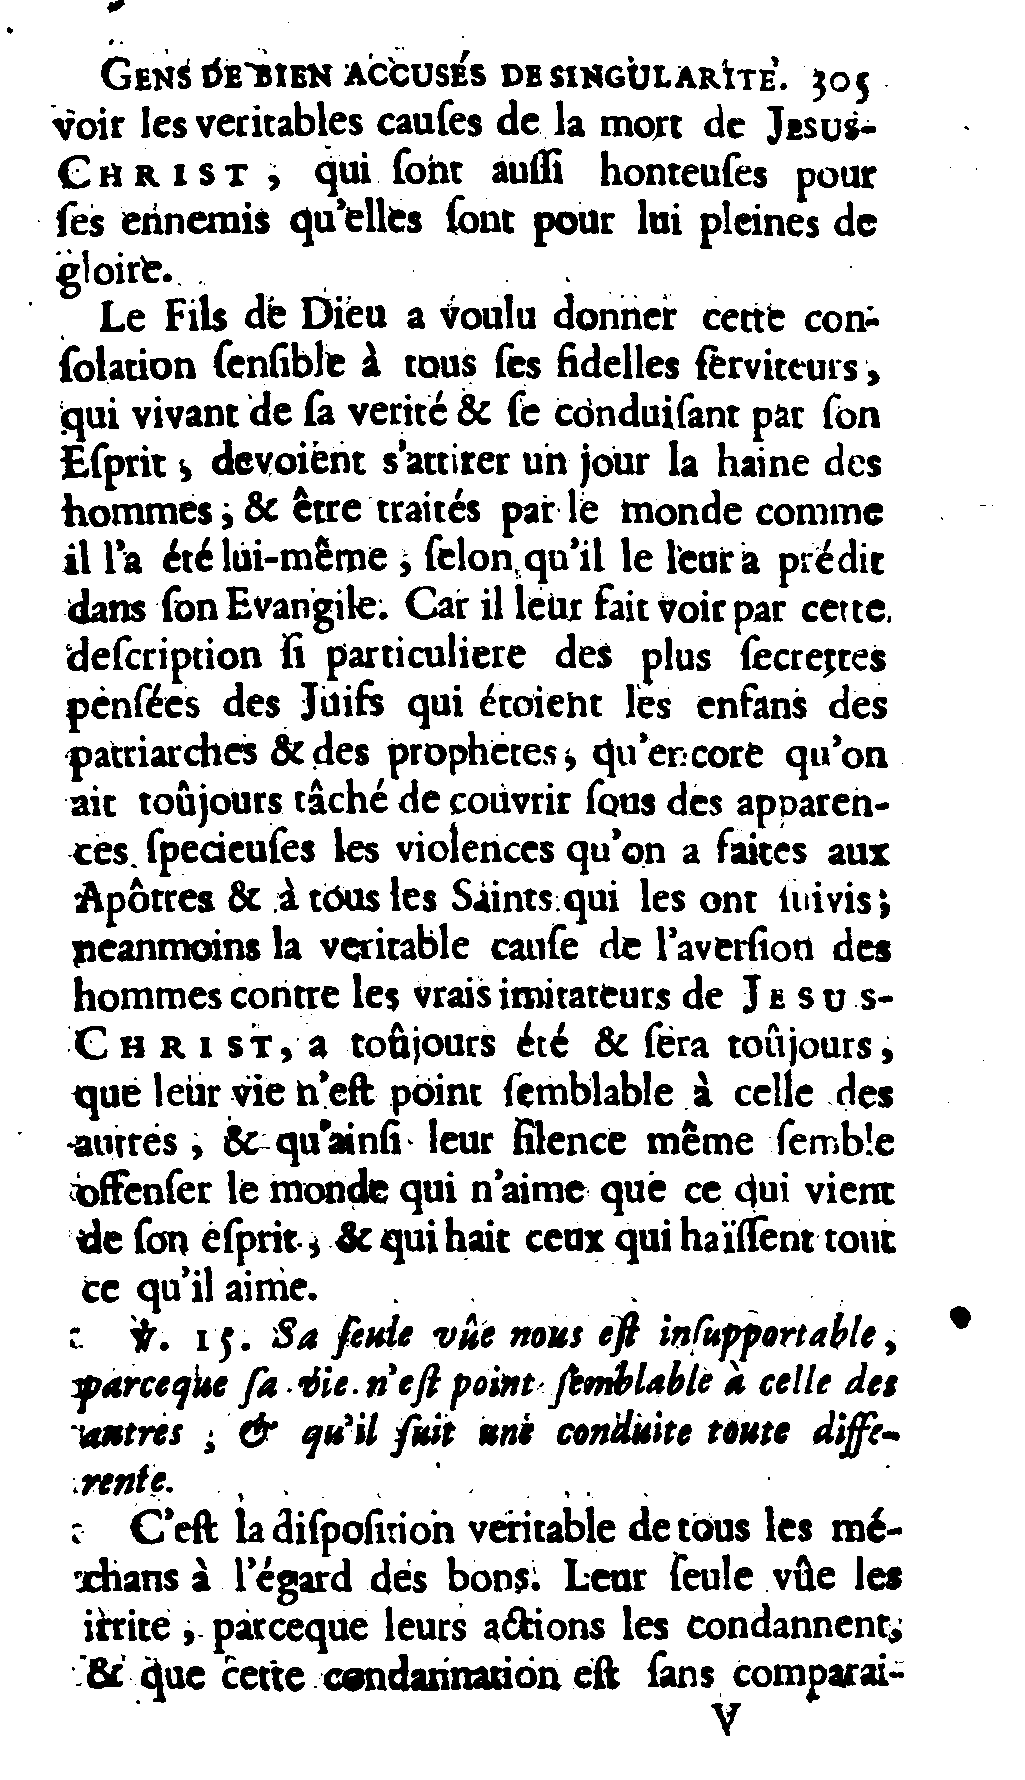 GENS DE BIEN ACCUSÉS DE SINGULARITÉ. 305
voir les veritables cauſes de la mort de JESUS-
CHRIST, qui ſont auſſi honteuſes pour
ſes ennemis qu'elles ſont pour lui pleines de
gloire.
Le Fils de Dieu a voulu donner cette con-
ſolation ſenſible à tous ſes fidelles ſerviteurs,
qui vivant de ſa verité & ſe conduiſant par ſon
Eſprit, devoient s'attirer un jour la haine des
hommes, & être traités par le monde comme
il l'a été lui-même, ſelon qu'il le leur a prédit
dans ſon Evangile. Car il leur fait voir par cette
deſcription ſi particuliere des plus ſecrettes
penſées des Juifs qui étoient les enfans des
patriarches & des prophetes, qu'encore qu'on
ait toûjours tâché de couvrir ſous des apparen-
ces ſpecieuſes les violences qu'on a faites aux
Apôtres & à tous les Saints qui les ont ſuivis;
neanmoins la veritable cauſe de l'averſion des
hommes contre les vrais imitateurs de JESUS-
CHRIST, a toûjours été & ſera toûjours,
que leur vie n'eſt point ſemblable à celle des
autres, & qu'ainſi leur ſilence même ſemble
offenſer le monde qui n'aime que ce qui vient
de ſon eſprit, & qui hait ceux qui haïſſent tout
ce qu'il aime.
℣. 15. Sa ſeule vûe nous eſt inſupportable,
parceque ſa vie n'eſt point ſemblable à celle des
autres, & qu'il ſuit une conduite toute diffe-
rente.
C'eſt la diſpoſition veritable de tous les mé-
chans à l'égard des bons. Leur ſeule vûe les
irrite, parceque leurs actions les condannent,
& que cette condannation eſt ſans comparai-
V